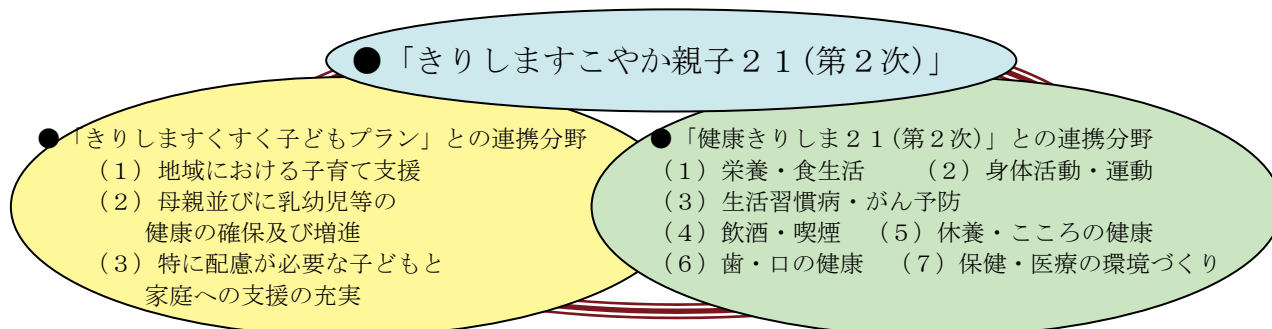 ●「きりしますこやか親子２１(第２次)」
●「きりしますくすく子どもプラン」との連携分野
（１）地域における子育て支援
（２）母親並びに乳幼児等の
健康の確保及び増進
（３）特に配慮が必要な子どもと
家庭への支援の充実
●「健康きりしま２１(第２次)」との連携分野
（１）栄養・食生活　　（２）身体活動・運動
（３）生活習慣病・がん予防
（４）飲酒・喫煙　（５）休養・こころの健康
（６）歯・口の健康　（７）保健・医療の環境づくり